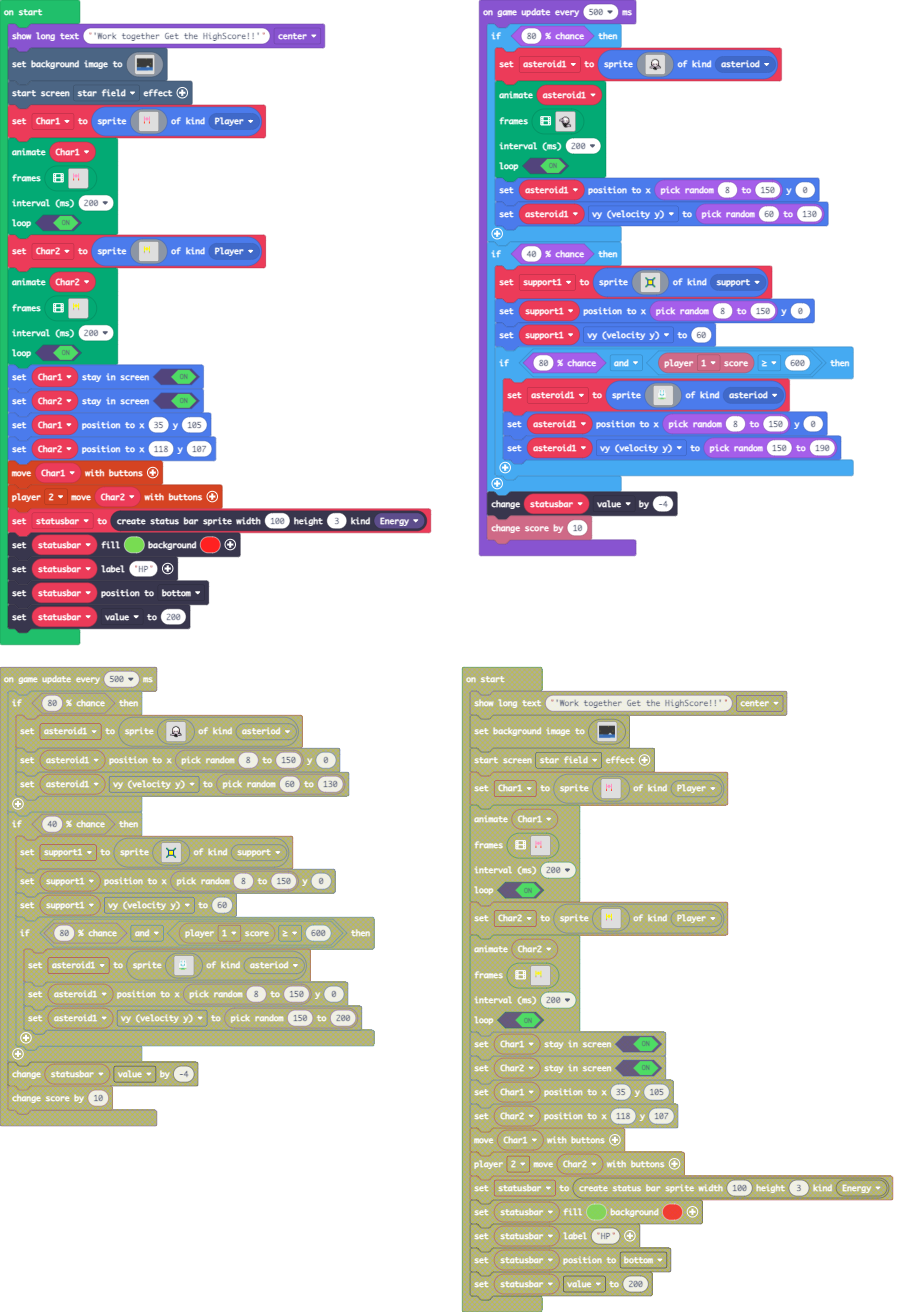 on start
show long text "'Work together Get the HighScore!!'" center
set background image to
start screen star field effect
set Char1 to sprite of kind Player
animate Char1
frames
interval (ms) 200
loop ON
set Char2 to sprite of kind Player
animate Char2
frames
interval (ms) 200
loop ON
set Char1 stay in screen ON
set Char2 stay in screen ON
set Char1 position to x 35 y 105
set Char2 position to x 118 y 107
move Char1 with buttons
player 2 move Char2 with buttons
set statusbar to create status bar sprite width 100 height 3 kind Energy
set statusbar fill background
set statusbar label "HP"
set statusbar position to bottom
set statusbar value to 200
on game update every 500 ms
if 80 % chance then
set asteroid1 to sprite of kind asteriod
animate asteroid1
frames
interval (ms) 200
loop ON
set asteroid1 position to x pick random 8 to 150 y 0
set asteroid1 vy (velocity y) to pick random 60 to 130
if 40 % chance then
set support1 to sprite of kind support
set support1 position to x pick random 8 to 150 y 0
set support1 vy (velocity y) to 60
if 80 % chance and player 1 score ≥ 600 then
set asteroid1 to sprite of kind asteriod
set asteroid1 position to x pick random 8 to 150 y 0
set asteroid1 vy (velocity y) to pick random 150 to 190
change statusbar value by -4
change score by 10
on game update every 500 ms
if 80 % chance then
set asteroid1 to sprite of kind asteriod
set asteroid1 position to x pick random 8 to 150 y 0
set asteroid1 vy (velocity y) to pick random 60 to 130
if 40 % chance then
set support1 to sprite of kind support
set support1 position to x pick random 8 to 150 y 0
set support1 vy (velocity y) to 60
if 80 % chance and player 1 score ≥ 600 then
set asteroid1 to sprite of kind asteriod
set asteroid1 position to x pick random 8 to 150 y 0
set asteroid1 vy (velocity y) to pick random 150 to 200
change statusbar value by -4
change score by 10
on start
show long text "'Work together Get the HighScore!!'" center
set background image to
start screen star field effect
set Char1 to sprite of kind Player
animate Char1
frames
interval (ms) 200
loop ON
set Char2 to sprite of kind Player
animate Char2
frames
interval (ms) 200
loop ON
set Char1 stay in screen ON
set Char2 stay in screen ON
set Char1 position to x 35 y 105
set Char2 position to x 118 y 107
move Char1 with buttons
player 2 move Char2 with buttons
set statusbar to create status bar sprite width 100 height 3 kind Energy
set statusbar fill background
set statusbar label "HP"
set statusbar position to bottom
set statusbar value to 200